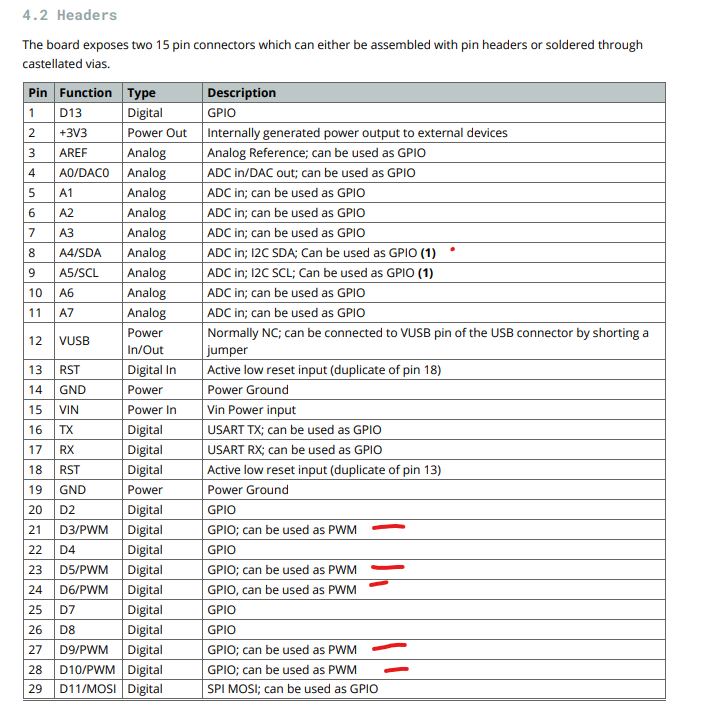 4.2 Headers
The board exposes two 15 pin connectors which can either be assembled with pin headers or soldered through
castellated vias.
Pin Function Type Description
1 D13 Digital GPIO
2 +3V3 Power Out Internally generated power output to external devices
3 AREF Analog Analog Reference; can be used as GPIO
4 A0/DAC0 Analog ADC in/DAC out; can be used as GPIO
5 A1 Analog ADC in; can be used as GPIO
6 A2 Analog ADC in; can be used as GPIO
7 A3 Analog ADC in; can be used as GPIO
8 A4/SDA Analog ADC in; I2C SDA; Can be used as GPIO (1)
9 A5/SCL Analog ADC in; I2C SCL; Can be used as GPIO (1)
10 A6 Analog ADC in; can be used as GPIO
11 A7 Analog ADC in; can be used as GPIO
12 VUSB Power In/Out Normally NC; can be connected to VUSB pin of the USB connector by shorting a
jumper
13 RST Digital In Active low reset input (duplicate of pin 18)
14 GND Power Power Ground
15 VIN Power In Vin Power input
16 TX Digital USART TX; can be used as GPIO
17 RX Digital USART RX; can be used as GPIO
18 RST Digital Active low reset input (duplicate of pin 13)
19 GND Power Power Ground
20 D2 Digital GPIO
21 D3/PWM Digital GPIO; can be used as PWM
22 D4 Digital GPIO
23 D5/PWM Digital GPIO; can be used as PWM
24 D6/PWM Digital GPIO, can be used as PWM
25 D7 Digital GPIO
26 D8 Digital GPIO
27 D9/PWM Digital GPIO; can be used as PWM
28 D10/PWM Digital GPIO; can be used as PWM
29 D11/MOSI Digital SPI MOSI; can be used as GPIO